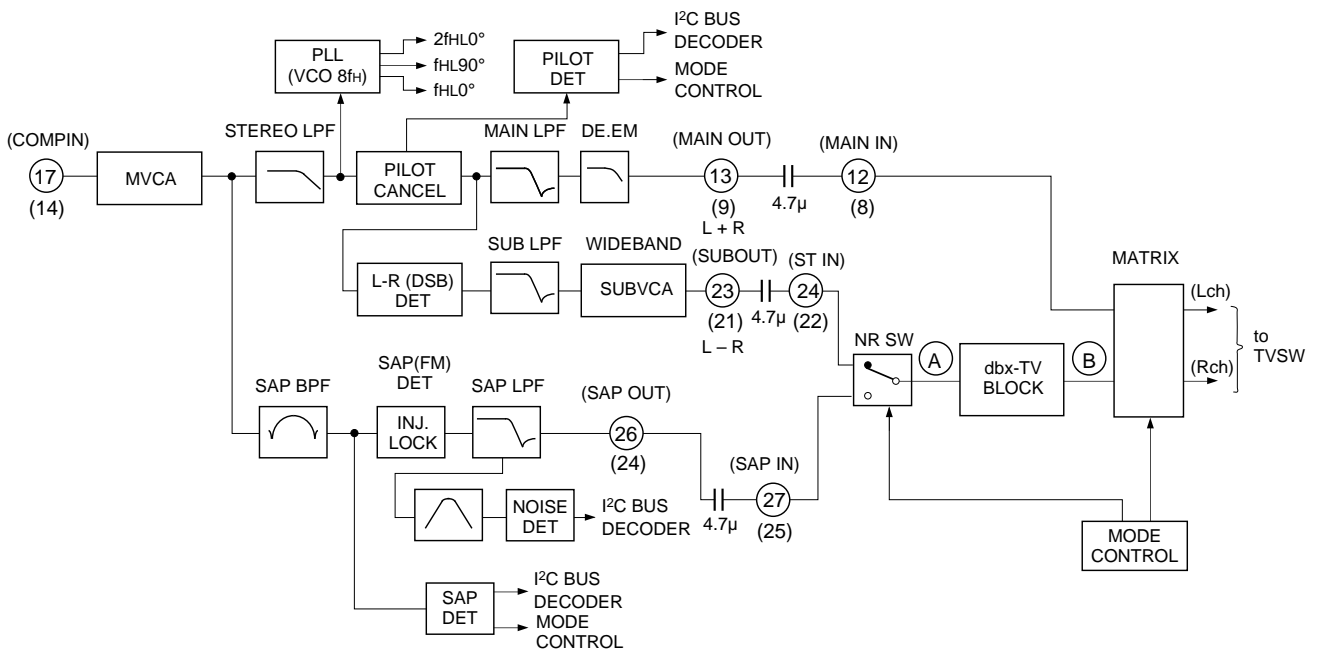 I²C BUS
DECODER
2fHL0°
PLL
(VCO 8fH)
fHL90°
PILOT
DET
MODE
CONTROL
fHL0°
STEREO LPF
MAIN LPF
DE.EM
(COMPIN)
(MAIN OUT)
(MAIN IN)
17
MVCA
PILOT
CANCEL
13
12
(14)
4.7µ
(9)
(8)
L + R
SUB LPF
WIDEBAND
(SUBOUT)
(ST IN)
MATRIX
L-R (DSB)
DET
SUBVCA
23
24
(Lch)
(21)
4.7µ
(22)
L – R
NR SW
to
TVSW
A
dbx-TV
BLOCK
B
(Rch)
SAP(FM)
DET
SAP BPF
SAP LPF
(SAP OUT)
INJ.
LOCK
26
(24)
(SAP IN)
27
NOISE
DET
I²C BUS
DECODER
4.7µ
(25)
MODE
CONTROL
SAP
DET
I²C BUS
DECODER
MODE
CONTROL